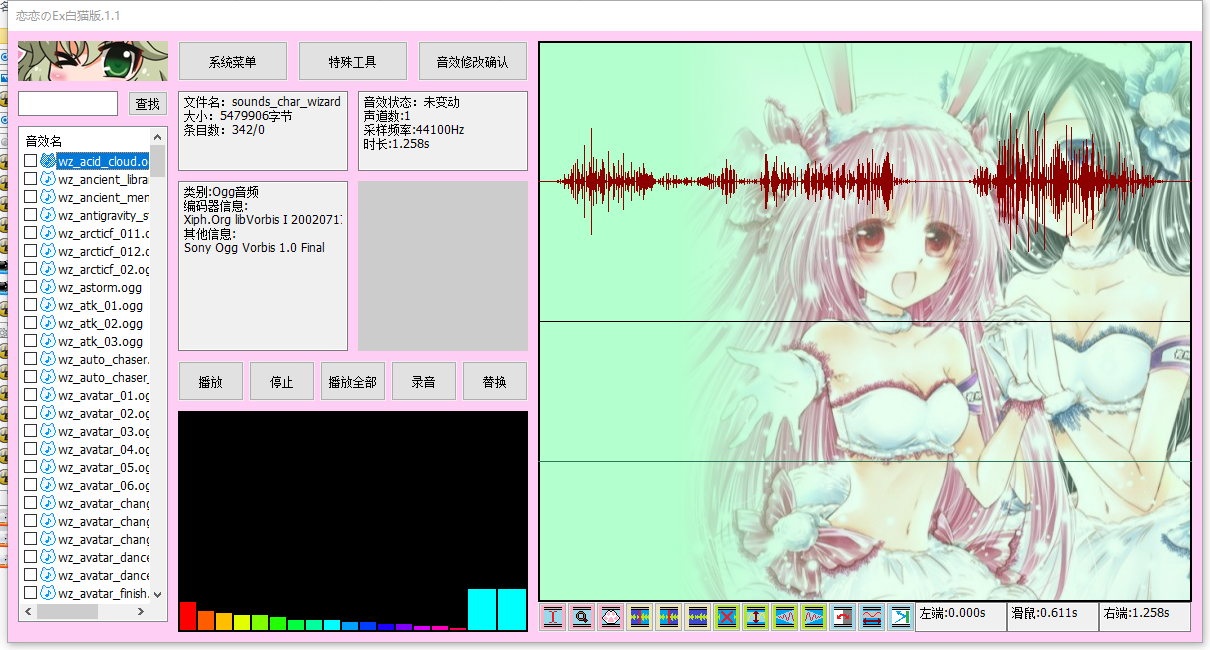 恋恋のEx白猫版.1.1
系统菜单
特殊工具
音效修改确认
查找
文件名：sounds_char_wizard
大小：5479906字节
条目数：342/0
音效状态：未变动
声道数:1
采样频率:44100Hz
时长:1.258s
音效名
wz_acid_cloud.o
wz_ancient_libra
wz_ancient_mem
wz_antigravity_s
wz_arcticf_011.o
wz_arcticf_012.o
wz_arcticf_02.og
wz_astorm.ogg
wz_atk_01.ogg
wz_atk_02.ogg
wz_atk_03.ogg
wz_auto_chaser.
wz_auto_chaser_
wz_avatar_01.og
wz_avatar_02.og
wz_avatar_03.og
wz_avatar_04.og
wz_avatar_05.og
wz_avatar_06.og
wz_avatar_chang
wz_avatar_chang
wz_avatar_chang
wz_avatar_dance
wz_avatar_dance
wz_avatar_finish.
类别:Ogg音频
编码器信息:
Xiph.Org libVorbis I 2002071
其他信息:
Sony Ogg Vorbis 1.0 Final
播放
停止
播放全部
录音
替换
左端:0.000s
滑鼠:0.611s
右端:1.258s